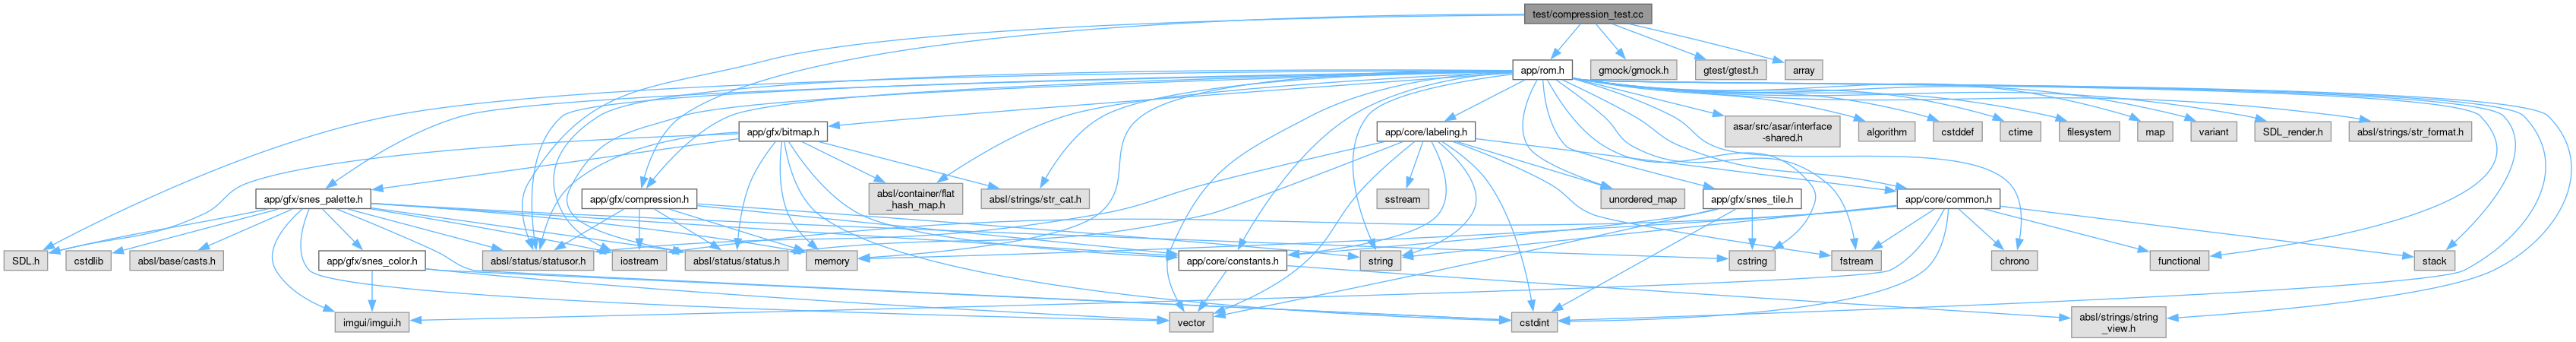 test/compression_test.cc
app/rom.h
gmock/gmock.h
gtest/gtest.h
array
app/gfx/bitmap.h
app/core/labeling.h
asar/src/asar/interface
-shared.h
algorithm
cstddef
ctime
filesystem
map
variant
SDL_render.h
absl/strings/str_format.h
app/gfx/snes_palette.h
app/gfx/compression.h
absl/container/flat
_hash_map.h
absl/strings/str_cat.h
sstream
unordered_map
app/gfx/snes_tile.h
app/core/common.h
SDL.h
cstdlib
absl/base/casts.h
app/gfx/snes_color.h
absl/status/statusor.h
iostream
absl/status/status.h
memory
app/core/constants.h
string
cstring
fstream
chrono
functional
stack
imgui/imgui.h
vector
cstdint
absl/strings/string
_view.h